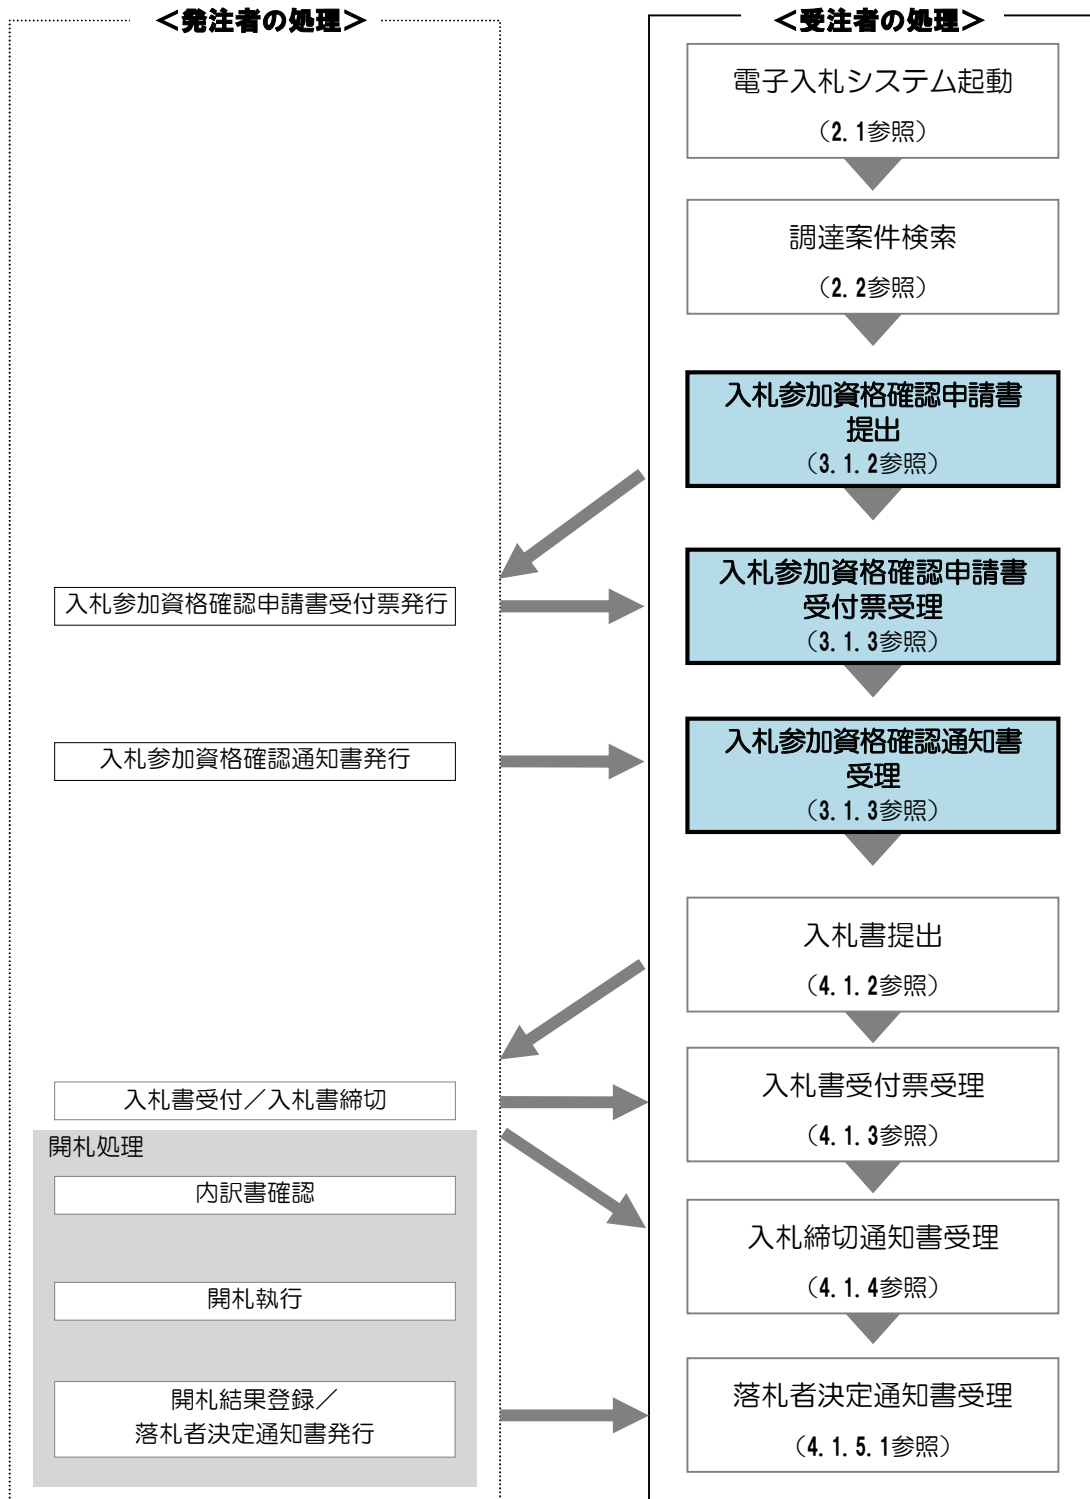 ＜発注者の処理＞
＜受注者の処理＞
電子入札システム起動
（2.1参照）
調達案件検索
（2.2参照）
入札参加資格確認申請書
提出
（3.1.2参照）
入札参加資格確認申請書受付票発行
入札参加資格確認申請書
受付票受理
（3.1.3参照）
入札参加資格確認通知書発行
入札参加資格確認通知書
受理
（3.1.3参照）
入札書提出
（4.1.2参照）
入札書受付／入札書締切
入札書受付票受理
（4.1.3参照）
開札処理
内訳書確認
入札締切通知書受理
（4.1.4参照）
開札執行
開札結果登録／
落札者決定通知書発行
落札者決定通知書受理
（4.1.5.1参照）